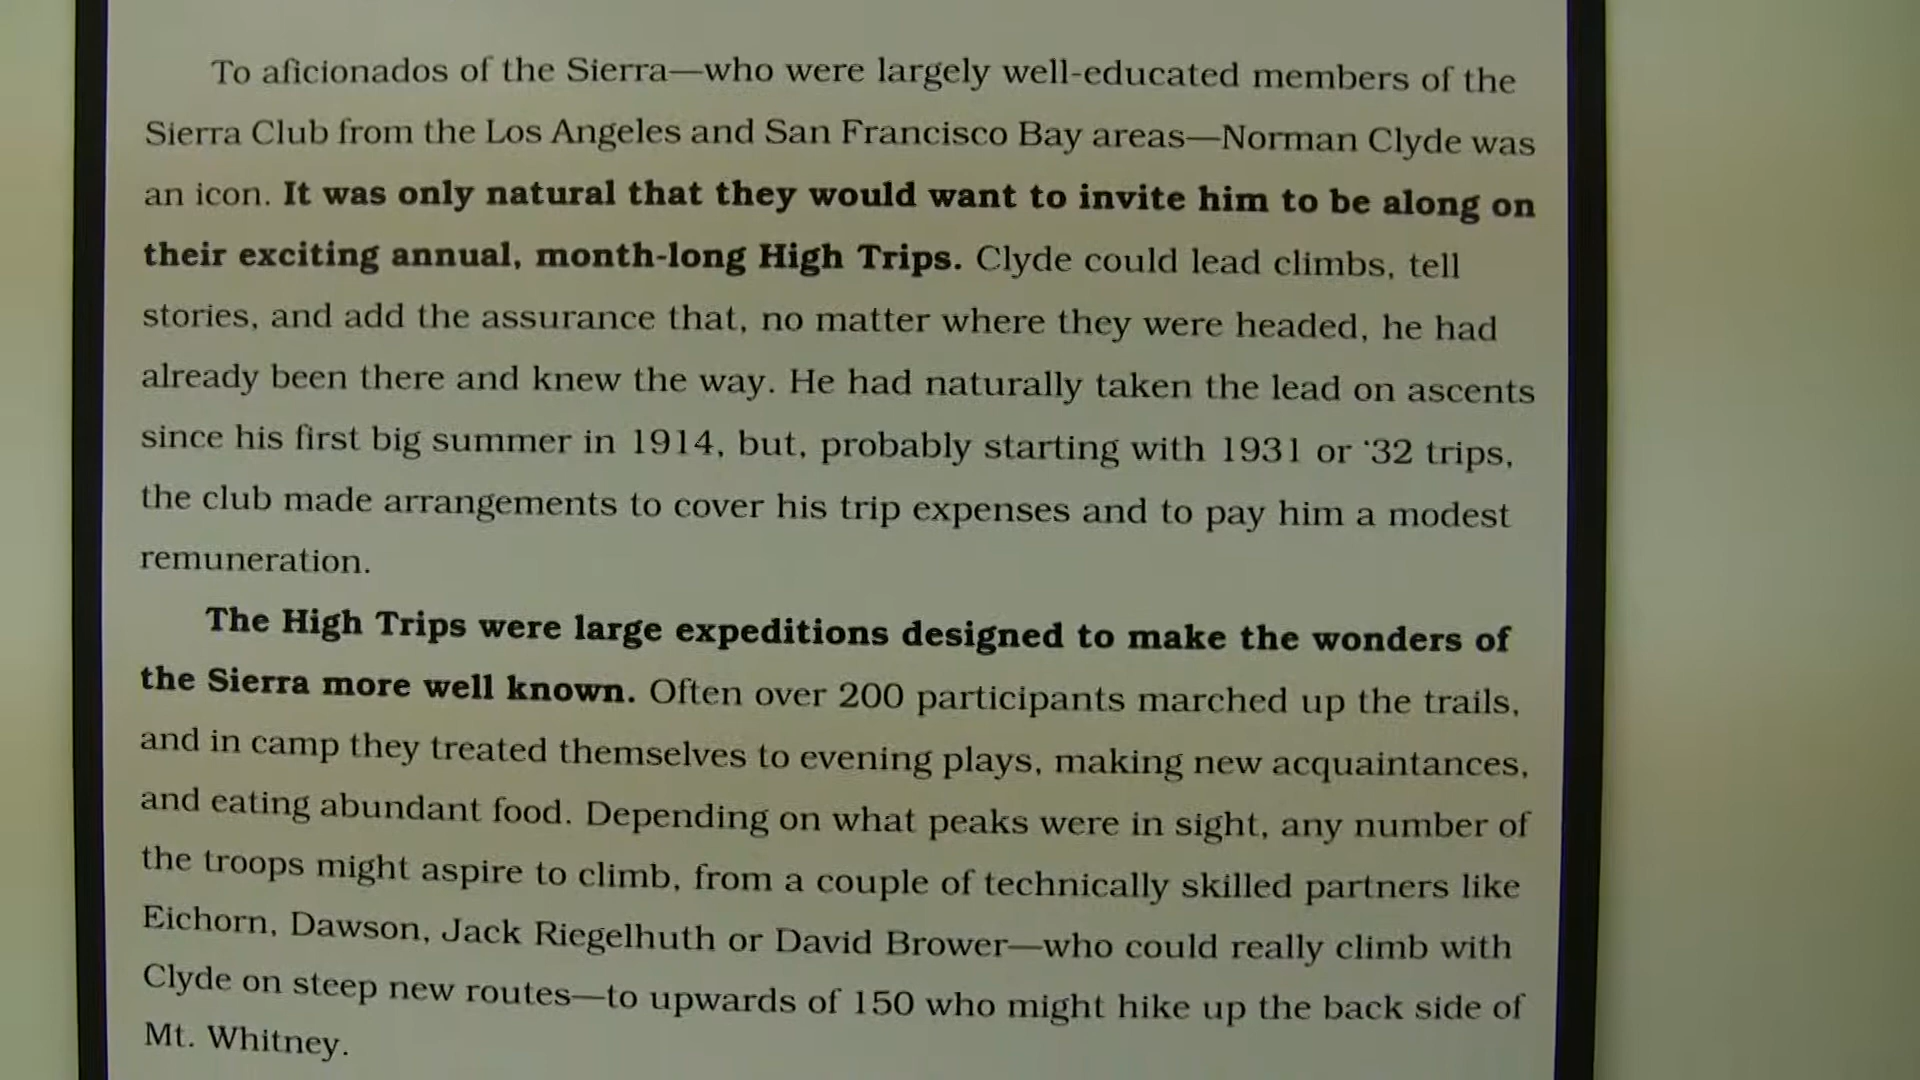 To aficionados of the Sierra—who were largely well-educated members of the
Sierra Club from the Los Angeles and San Francisco Bay areas—Norman Clyde was
an icon. It was only natural that they would want to invite him to be along on
their exciting annual, month-long High Trips. Clyde could lead climbs, tell
stories, and add the assurance that, no matter where they were headed, he had
already been there and knew the way. He had naturally taken the lead on ascents
since his first big summer in 1914, but, probably starting with 1931 or ‘32 trips,
the club made arrangements to cover his trip expenses and to pay him a modest
remuneration.
The High Trips were large expeditions designed to make the wonders of
the Sierra more well known. Often over 200 participants marched up the trails,
and in camp they treated themselves to evening plays, making new acquaintances,
and eating abundant food. Depending on what peaks were in sight, any number of
the troops might aspire to climb, from a couple of technically skilled partners like
Eichorn, Dawson, Jack Riegelhuth or David Brower—who could really climb with
Clyde on steep new routes—to upwards of 150 who might hike up the back side of
Mt. Whitney.